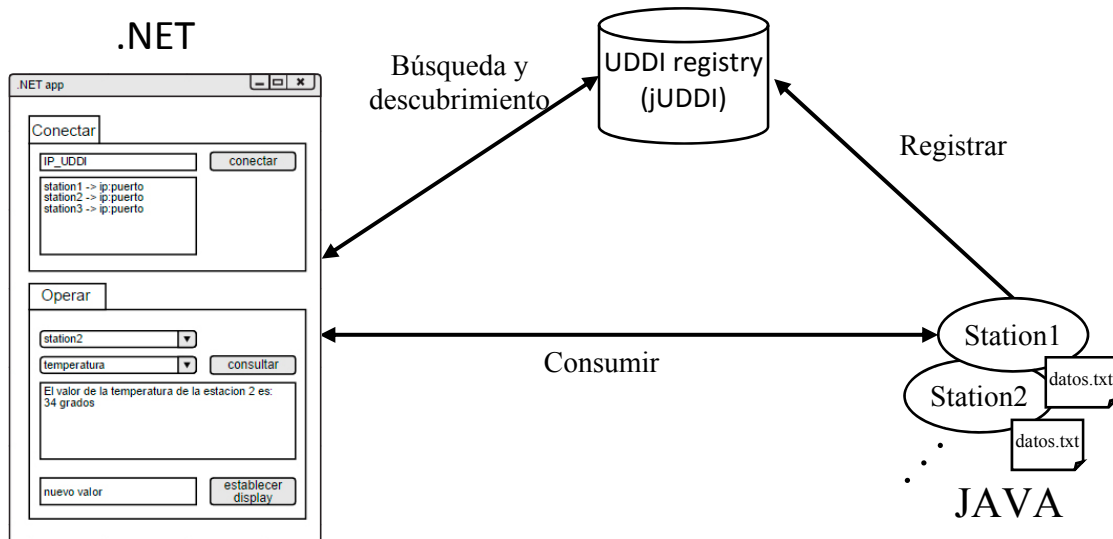 .NET
.NET app
Conectar
IP_UDDI
conectar
station1 -> ip:puerto
station2 -> ip:puerto
station3 -> ip:puerto
Operar
station2
temperatura
consultar
El valor de la temperatura de la estacion 2 es:
34 grados
nuevo valor
establecer
display
Búsqueda y
descubrimiento
UDDI registry
(jUDDI)
Registrar
Consumir
Station1
datos.txt
Station2
datos.txt
JAVA